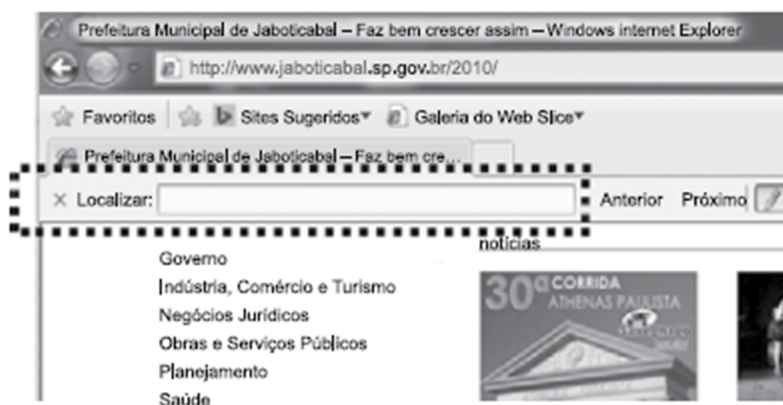 Prefeitura Municipal de Jaboticabal – Faz bem crescer assim – Windows internet Explorer
http://www.jaboticabal.sp.gov.br/2010/
Favoritos Sites Sugeridos Galeria do Web Slice
Prefeitura Municipal de Jaboticabal – Faz bem cre...
× Localizar: Anterior Próximo
notícias
Governo
Indústria, Comércio e Turismo
Negócios Jurídicos
Obras e Serviços Públicos
Planejamento
Saúde
30ª CORRIDA
ATHENAS PAULISTA